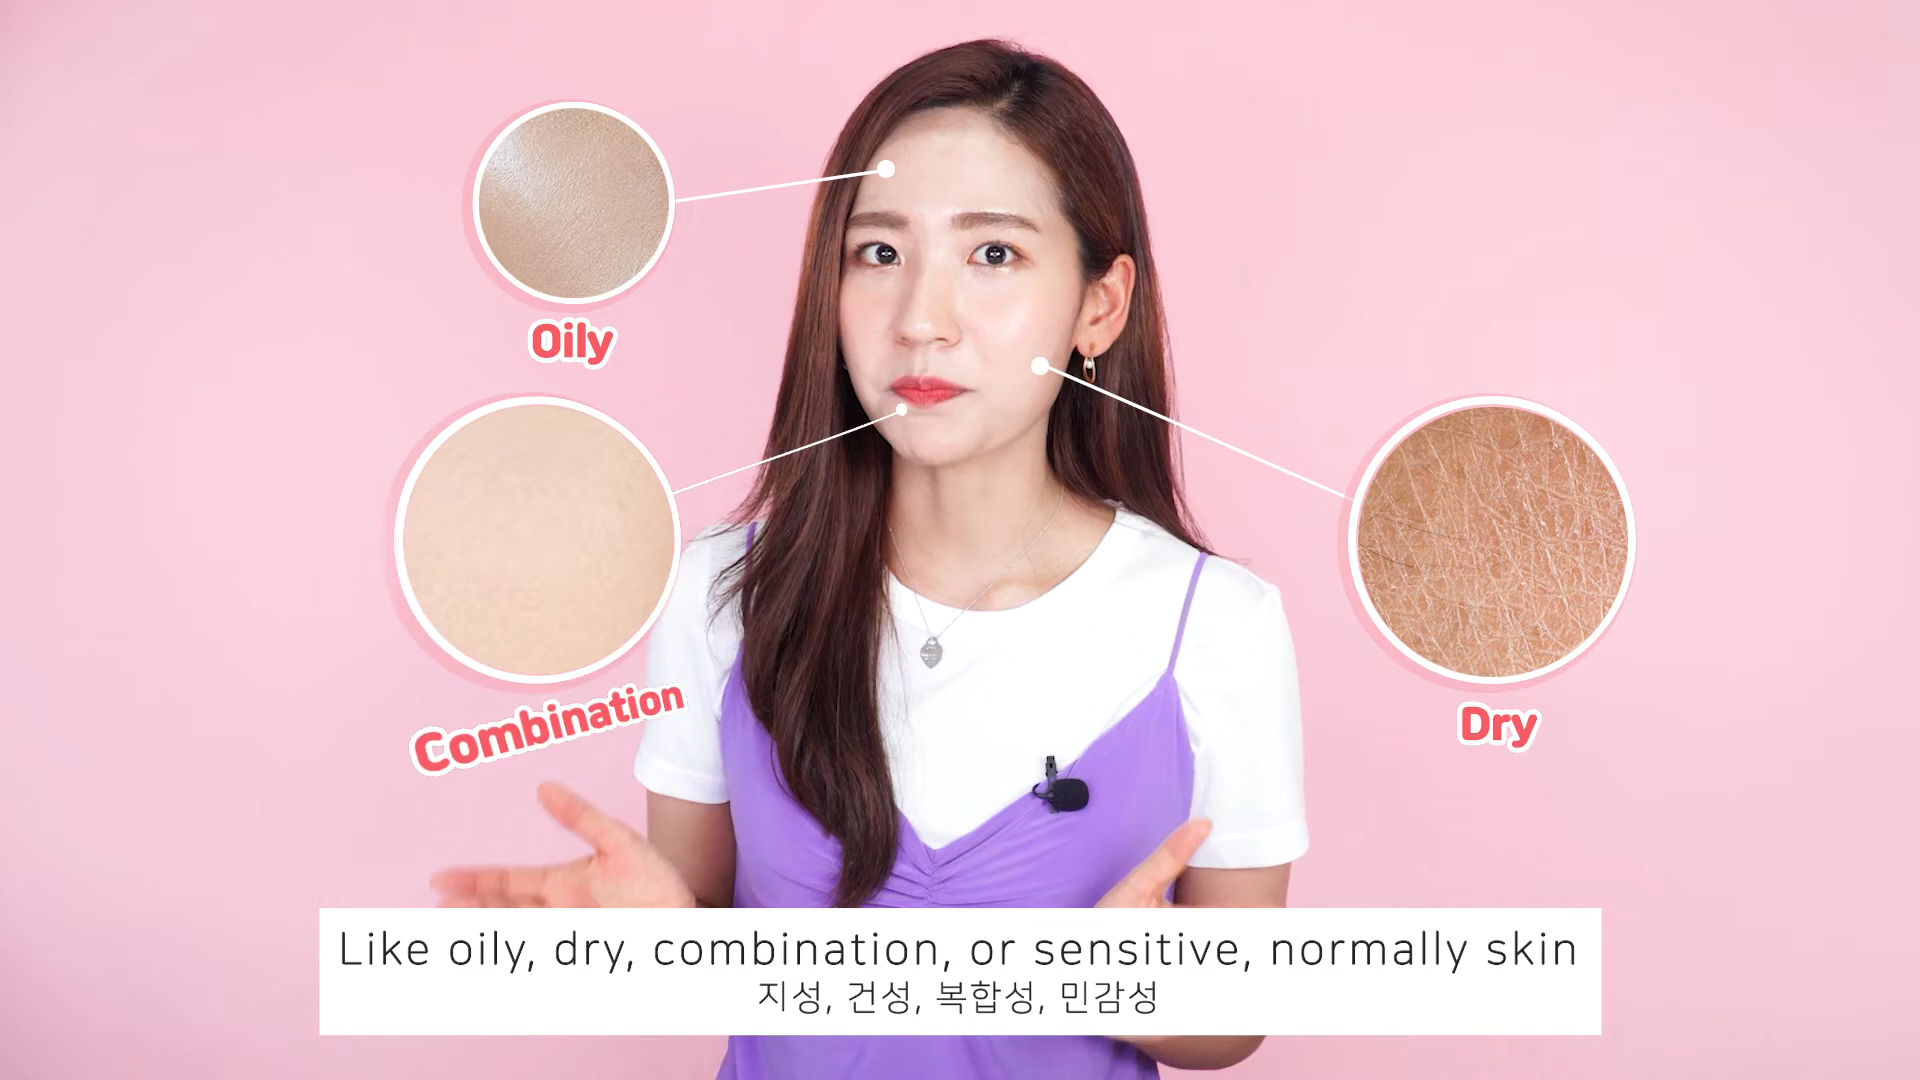 Oily
Combination
Dry
Like oily, dry, combination, or sensitive, normally skin
지성, 건성, 복합성, 민감성